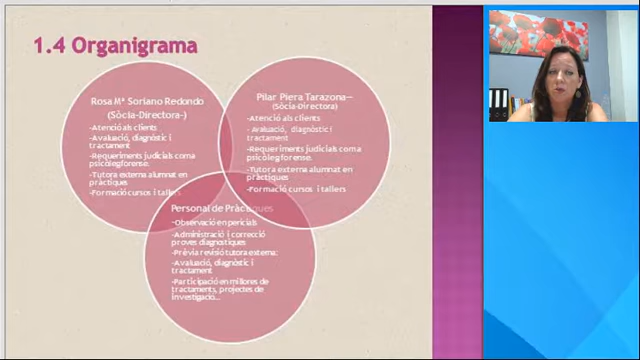 1.4 Organigrama
Rosa Mª Soriano Redondo
(Sòcia-Directora-)
-Atenció als clients
-Avaluació, diagnòstic i
tractament
-Requeriments judicials com a
psicòleg forense.
-Tutora externa alumnat en
pràctiques
-Formació cursos i tallers
Pilar Piera Tarazona–
(Sòcia-Directora)
-Atenció als clients
- Avaluació, diagnòstic i
tractament
-Requeriments judicials com a
psicòleg forense.
-Tutora externa alumnat en
pràctiques
-Formació cursos i tallers
Personal de Pràctiques
-Observació en pericials
-Administració i correcció
proves diagnòstiques
-Prèvia revisió tutora externa:
-Avaluació, diagnòstic i
tractament
-Participació en millores de
tractaments, projectes de
investigació...